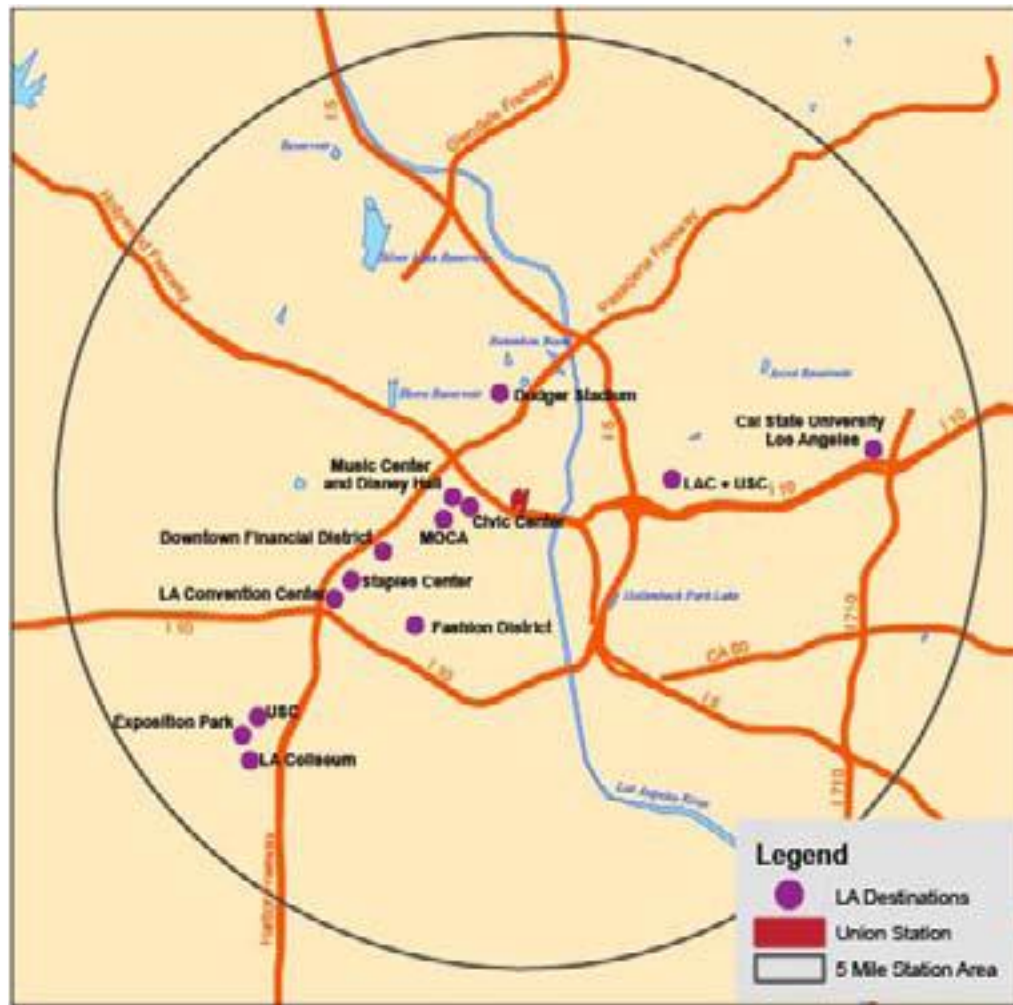 I 5
Glendale Freeway
Reservoir
Hollywood Freeway
Silver Lake Reservoir
Pasadena Freeway
Dodger Stadium
I 5
Cal State University
Los Angeles
I 10
Music Center
and Disney Hall
LAC + USC
I 10
Civic Center
MOCA
Downtown Financial District
Staples Center
LA Convention Center
Hollenbeck Park Lake
I 10
Fashion District
I 710
CA 60
I 10
I 5
USC
Exposition Park
LA Coliseum
I 710
Los Angeles River
Harbor Freeway
Legend
LA Destinations
Union Station
5 Mile Station Area